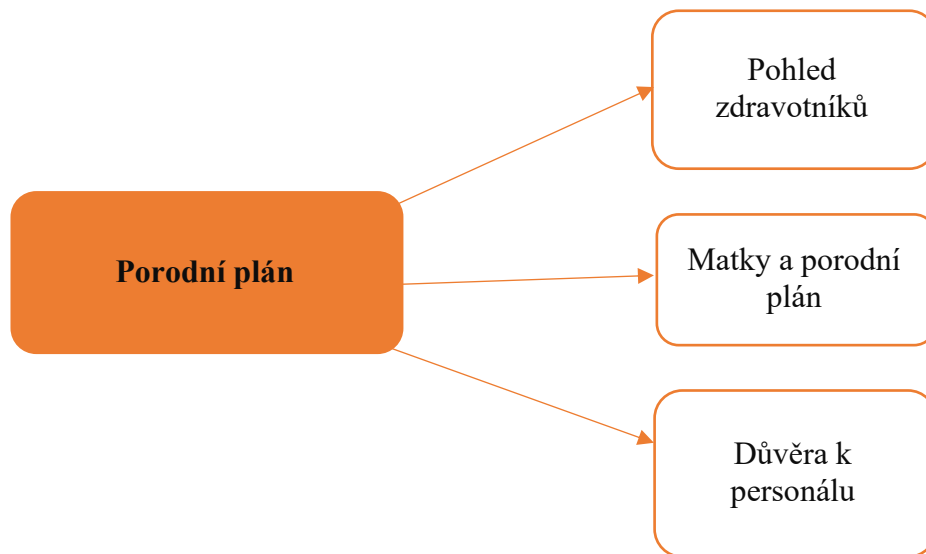 Pohled
zdravotníků
Porodní plán
Matky a porodní
plán
Důvěra k
personálu